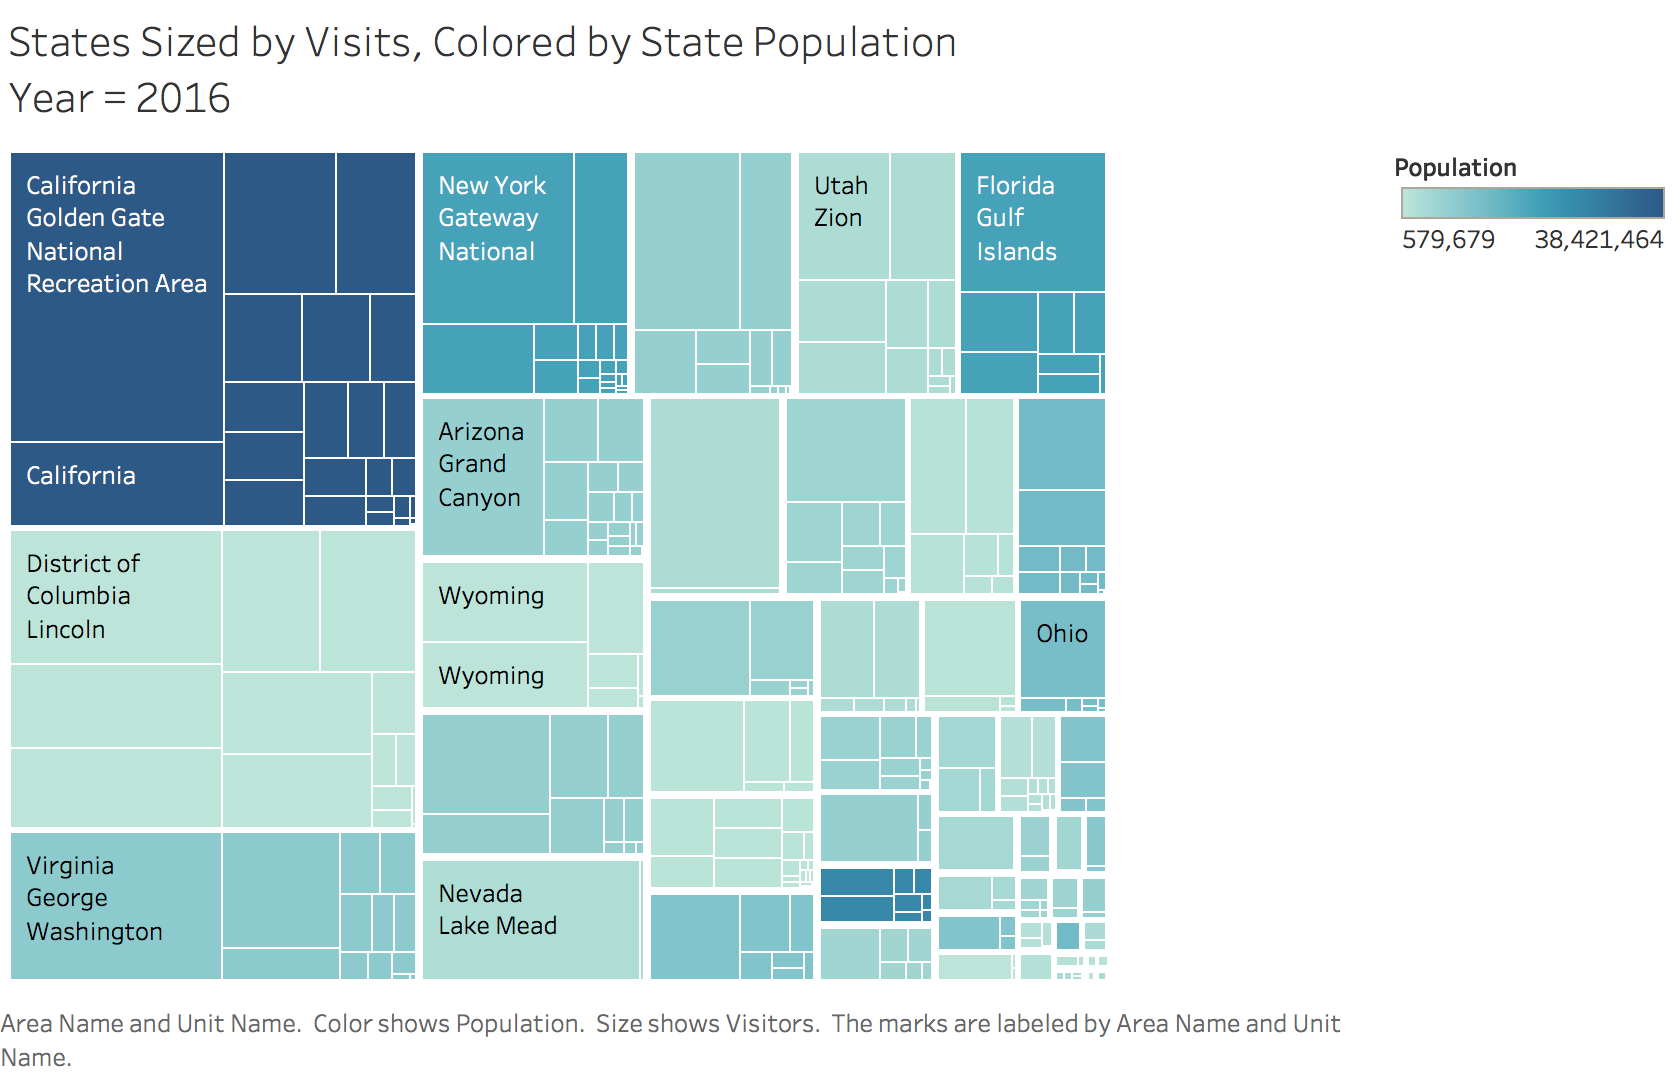 States Sized by Visits, Colored by State Population
Year = 2016
California
Golden Gate
National
Recreation Area
California
District of
Columbia
Lincoln
Virginia
George
Washington
New York
Gateway
National
Arizona
Grand
Canyon
Wyoming
Wyoming
Nevada
Lake Mead
Utah
Zion
Florida
Gulf
Islands
Ohio
Population
579,679 38,421,464
Area Name and Unit Name. Color shows Population. Size shows Visitors. The marks are labeled by Area Name and Unit
Name.